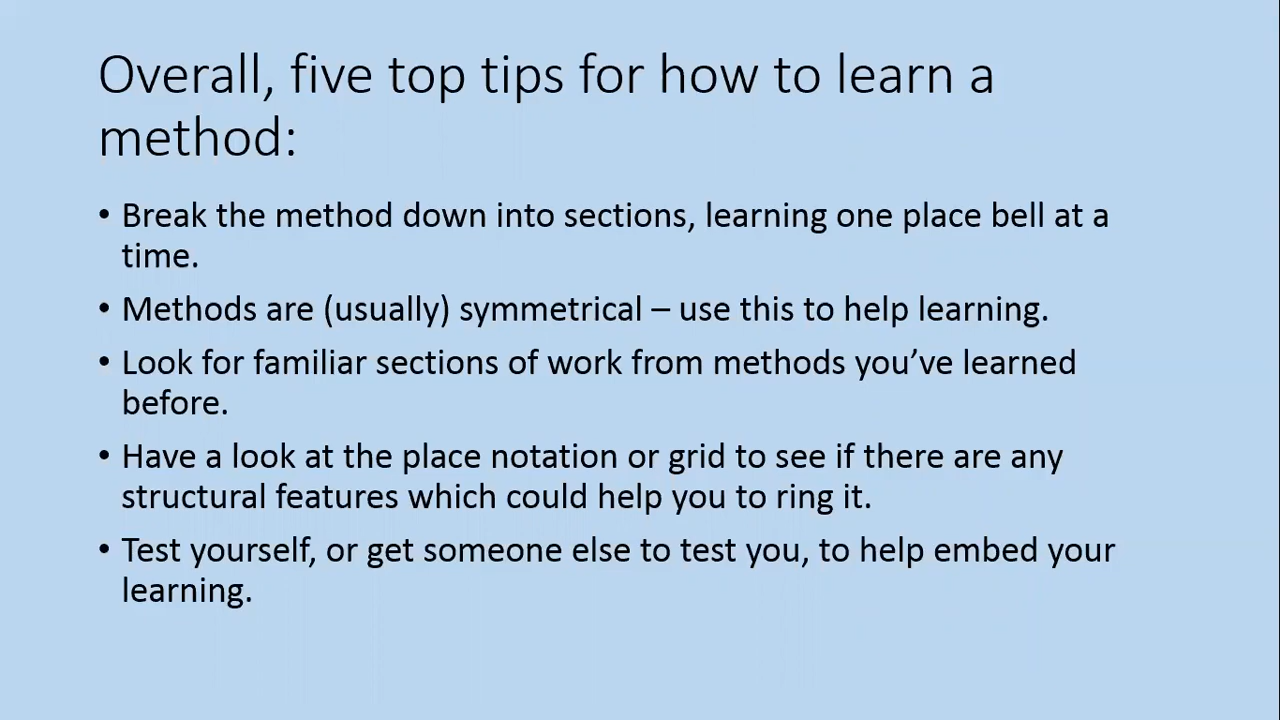 Overall, five top tips for how to learn a
method:
• Break the method down into sections, learning one place bell at a
time.
• Methods are (usually) symmetrical – use this to help learning.
• Look for familiar sections of work from methods you’ve learned
before.
• Have a look at the place notation or grid to see if there are any
structural features which could help you to ring it.
• Test yourself, or get someone else to test you, to help embed your
learning.